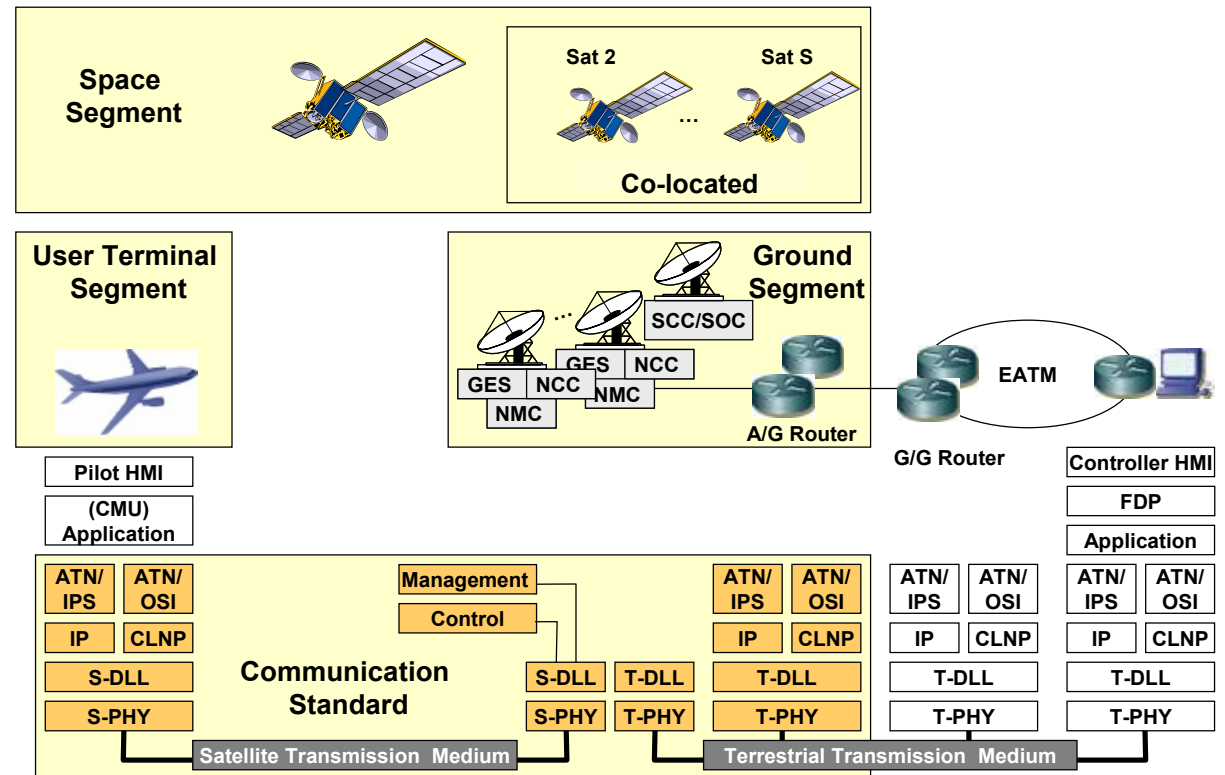 Space
Segment
Sat 2
Sat S
...
Co-located
User Terminal
Segment
Ground
Segment
...
SCC/SOC
GES
NCC
NMC
GES
NCC
NMC
A/G Router
EATM
G/G Router
Pilot HMI
(CMU)
Application
Controller HMI
FDP
Application
ATN/
IPS
ATN/
OSI
IP
CLNP
S-DLL
S-PHY
Management
Control
Communication
Standard
S-DLL
S-PHY
T-DLL
T-PHY
ATN/
IPS
ATN/
OSI
IP
CLNP
T-DLL
T-PHY
ATN/
IPS
ATN/
OSI
IP
CLNP
T-DLL
T-PHY
ATN/
IPS
ATN/
OSI
IP
CLNP
T-DLL
T-PHY
Satellite Transmission Medium
Terrestrial Transmission Medium